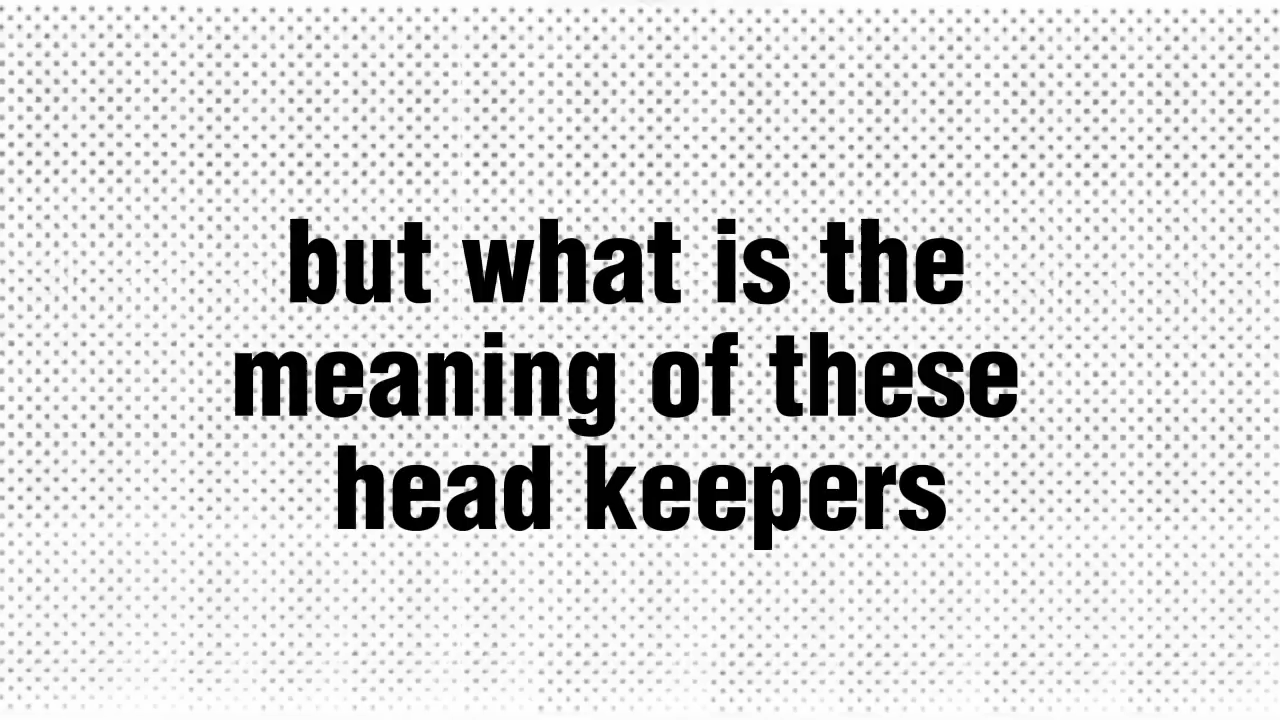 but what is the
meaning of these
head keepers